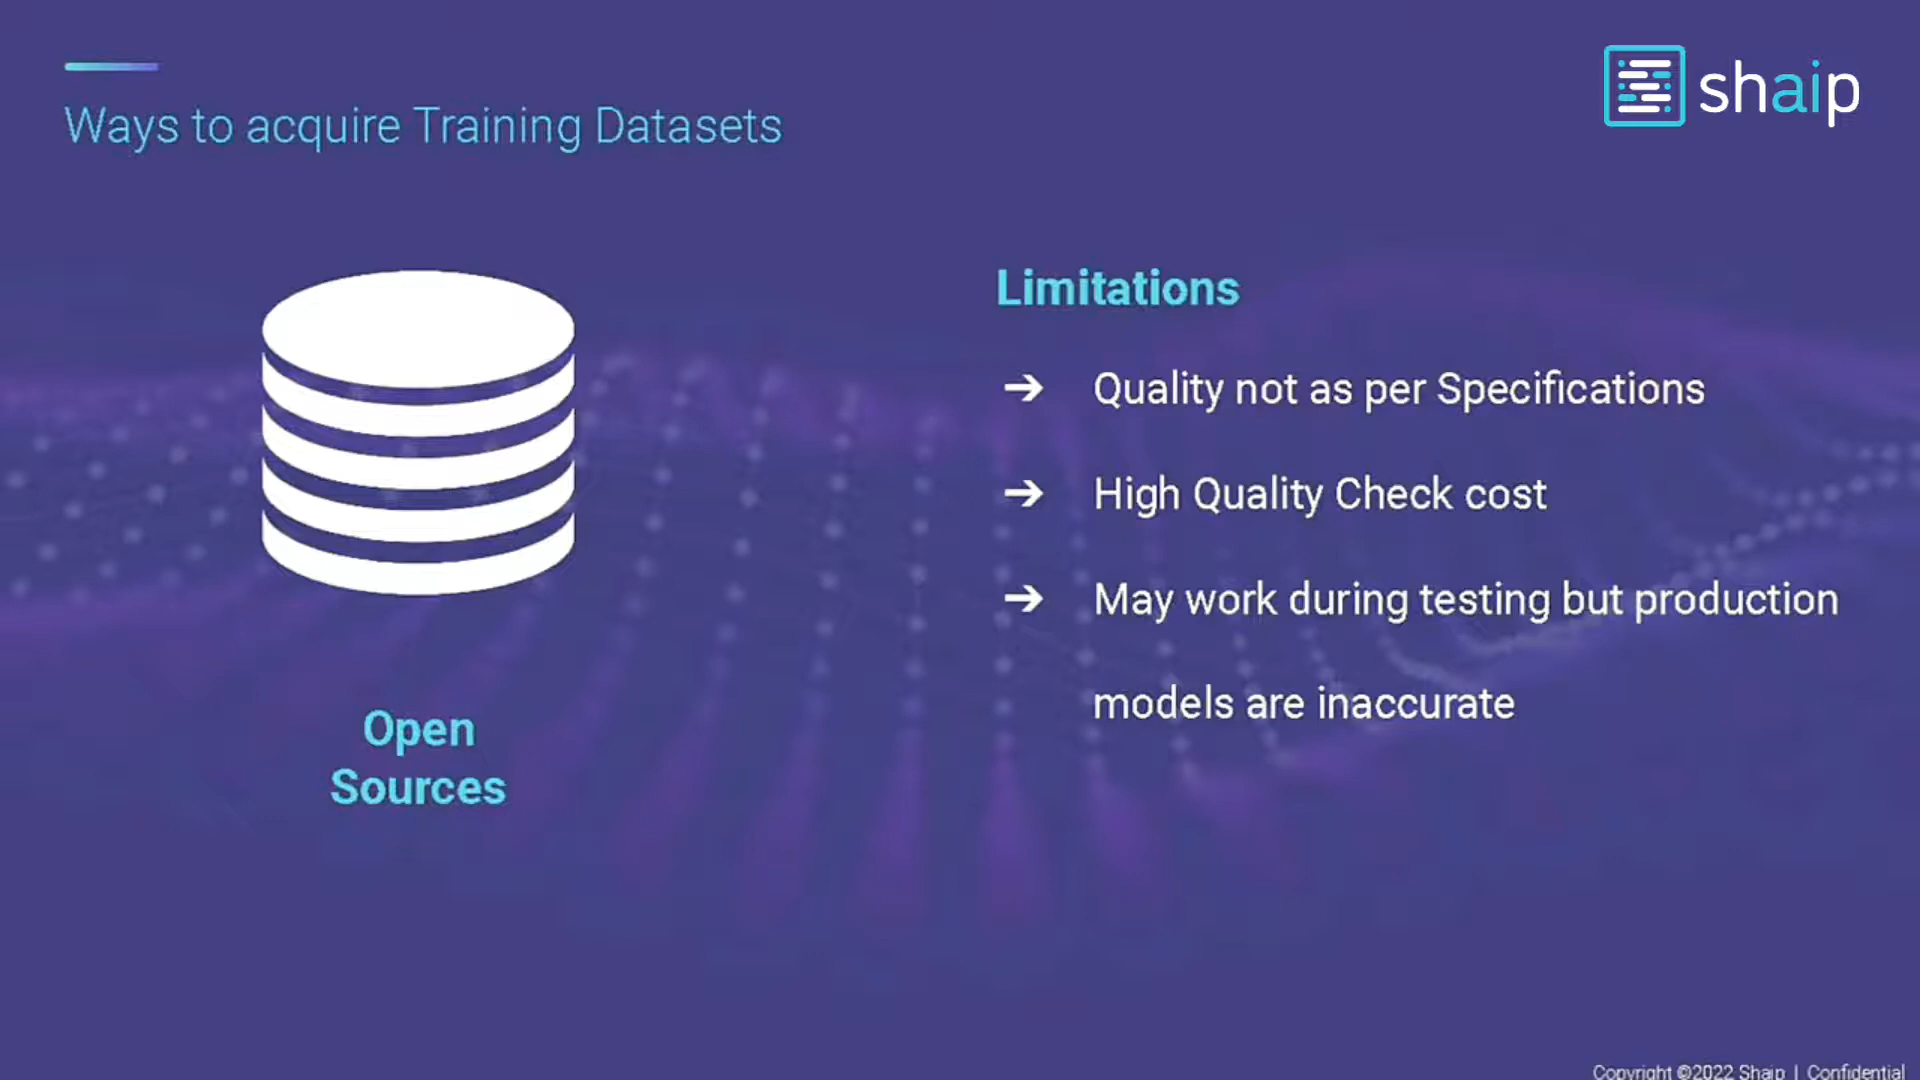 shaip
Ways to acquire Training Datasets
Limitations
➔ Quality not as per Specifications
➔ High Quality Check cost
➔ May work during testing but production
models are inaccurate
Open
Sources
Copyright ©2022 Shaip | Confidential